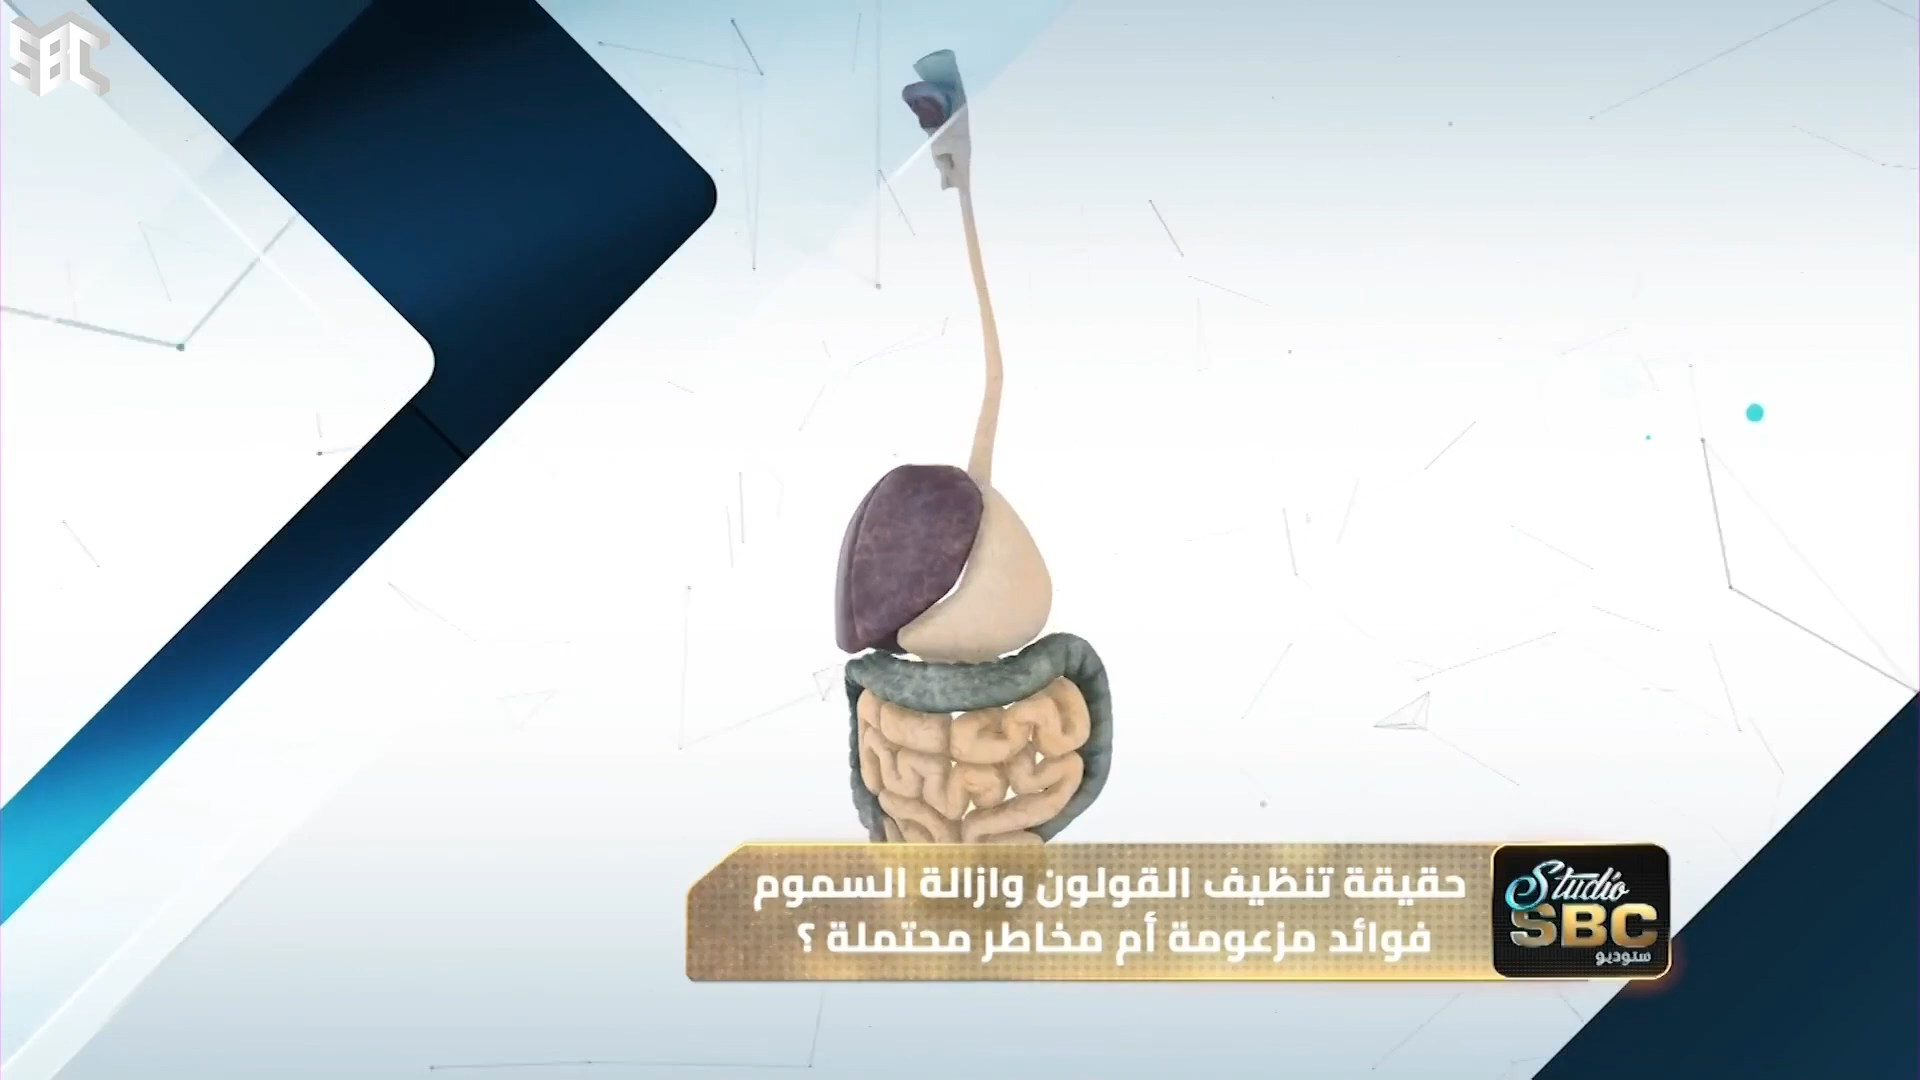 SBC
حقيقة تنظيف القولون وازالة السموم
فوائد مزعومة أم مخاطر محتملة ؟
Studio
SBC
ستوديو